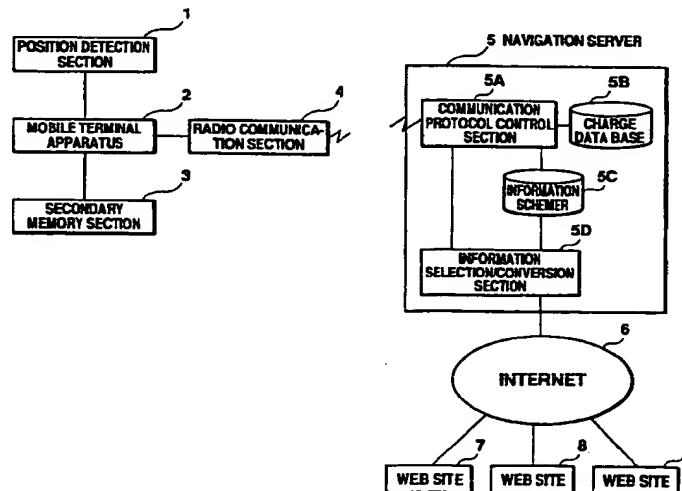 1
POSITION DETECTION
SECTION
2
MOBILE TERMINAL
APPARATUS
4
RADIO COMMUNICA-
TION SECTION
3
SECONDARY
MEMORY SECTION
5 NAVIGATION SERVER
5A
COMMUNICATION
PROTOCOL CONTROL
SECTION
5B
CHARGE
DATA BASE
5C
INFORMATION
SCHEMER
5D
INFORMATION
SELECTION/CONVERSION
SECTION
6
INTERNET
7
WEB SITE
8
WEB SITE
WEB SITE